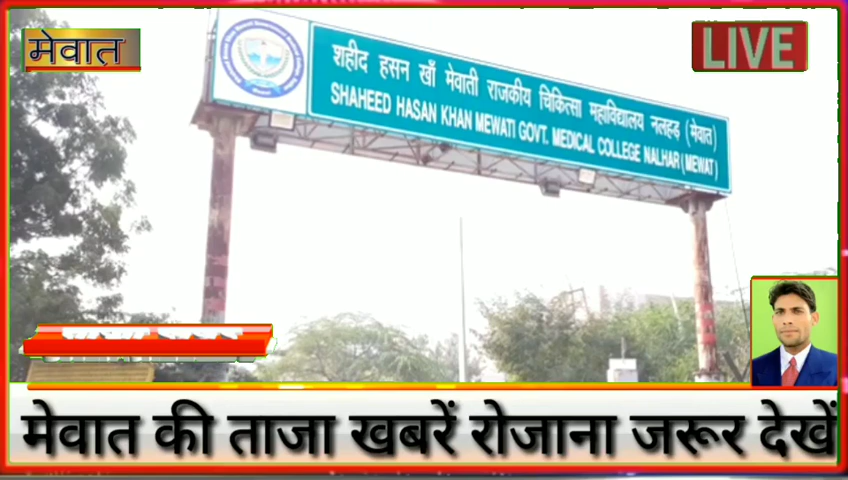 मेवात
LIVE
शहीद हसन खाँ मेवाती राजकीय चिकित्सा महाविद्यालय नलहड़ (मेवात)
SHAHEED HASAN KHAN MEWATI GOVT. MEDICAL COLLEGE NALHAR (MEWAT)
मेवात की ताजा खबरें रोजाना जरूर देखें